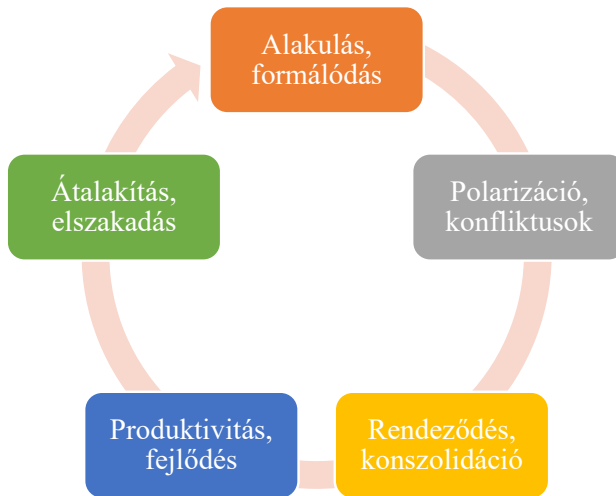 Alakulás,
formálódás
Polarizáció,
konfliktusok
Rendeződés,
konszolidáció
Produktivitás,
fejlődés
Átalakítás,
elszakadás